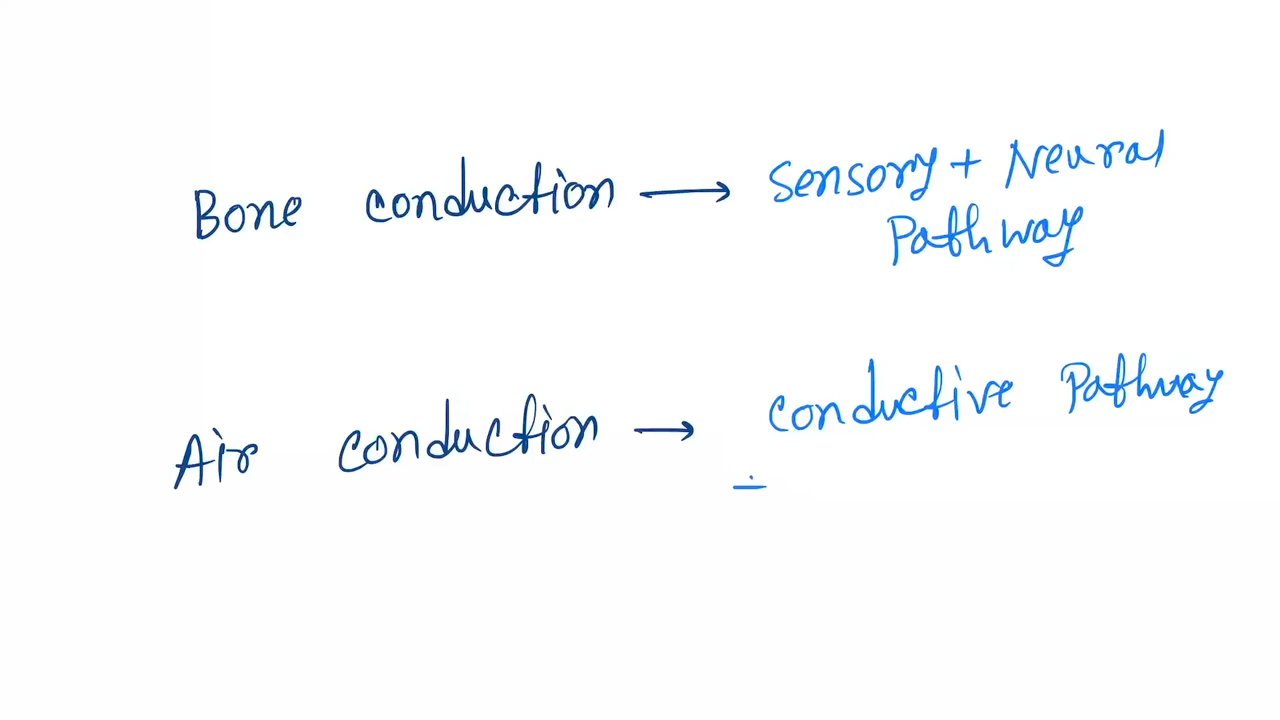 Bone conduction → Sensory + Neural
Pathway
Air conduction → Conductive Pathway